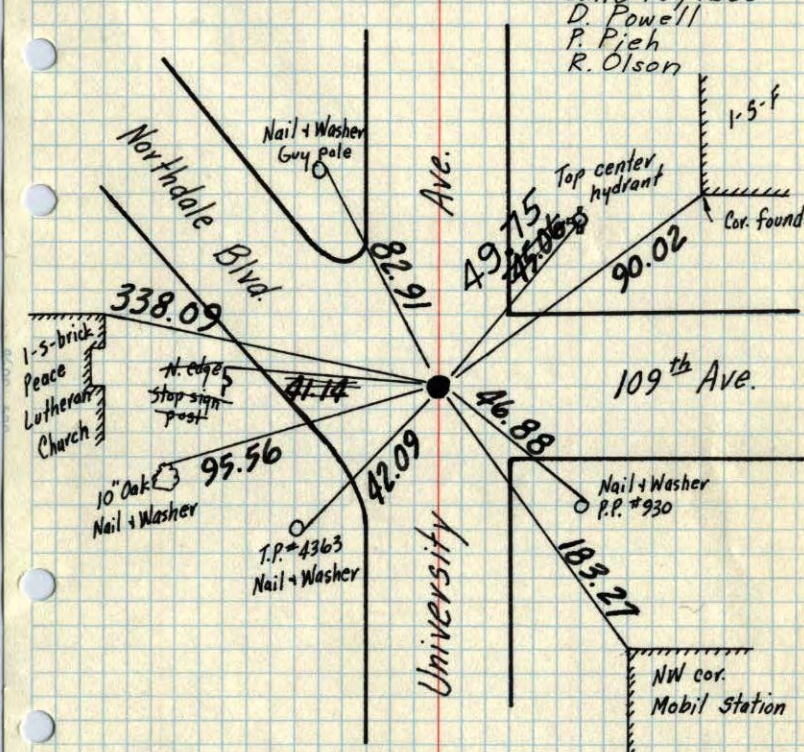 D. Powell
P. Pieh
R. Olson
1-S-F
Nail & Washer
Guy pole
Northdale Blvd.
Ave.
Top center
hydrant
Cor. found
49.75
45.06
82.91
90.02
338.09
1-S-brick
Peace
Lutheran
Church
N. edge
Stop sign
post
41.14
109th Ave.
46.88
95.56
10" Oak
Nail & Washer
42.09
Nail & Washer
P.P. #930
T.P. #4363
Nail & Washer
University
183.27
NW cor.
Mobil Station